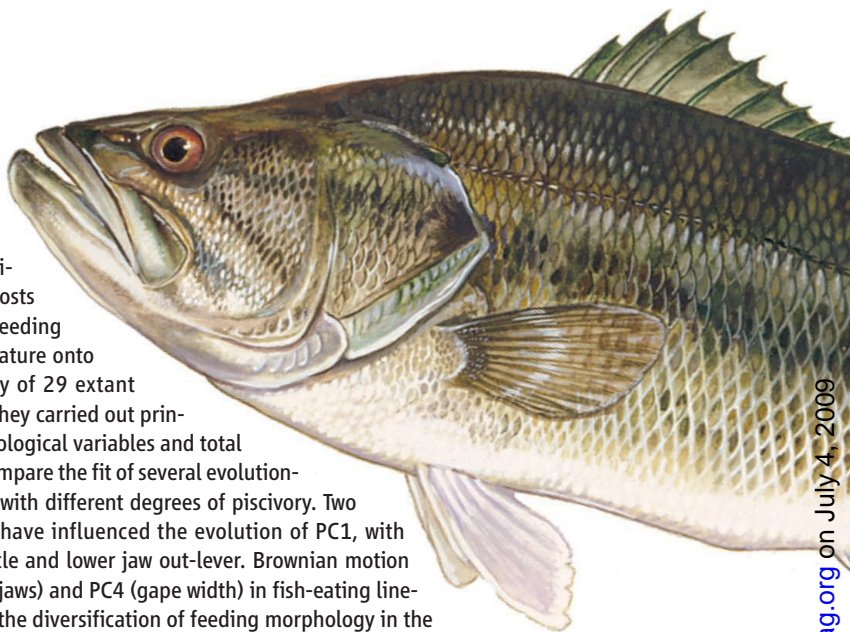 i-
osts
eeding
ature onto
y of 29 extant
hey carried out prin-
ological variables and total
mpare the fit of several evolution-
with different degrees of piscivory. Two
have influenced the evolution of PC1, with
cle and lower jaw out-lever. Brownian motion
jaws) and PC4 (gape width) in fish-eating line-
the diversification of feeding morphology in the
ag.org on July 4, 2009